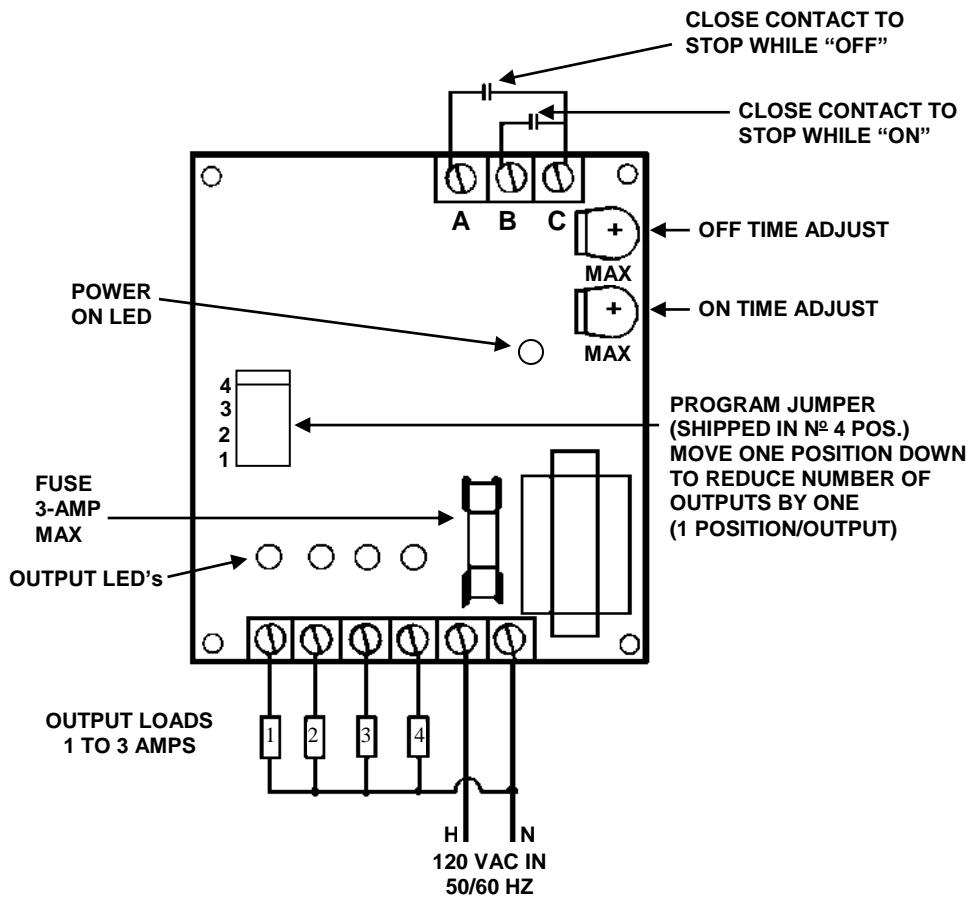 CLOSE CONTACT TO
STOP WHILE “OFF”
CLOSE CONTACT TO
STOP WHILE “ON”
A B C
OFF TIME ADJUST
MAX
POWER
ON LED
ON TIME ADJUST
MAX
4
3
2
1
PROGRAM JUMPER
(SHIPPED IN Nº 4 POS.)
MOVE ONE POSITION DOWN
TO REDUCE NUMBER OF
OUTPUTS BY ONE
(1 POSITION/OUTPUT)
FUSE
3-AMP
MAX
OUTPUT LED’s
OUTPUT LOADS
1 TO 3 AMPS
1 2 3 4
H N
120 VAC IN
50/60 HZ